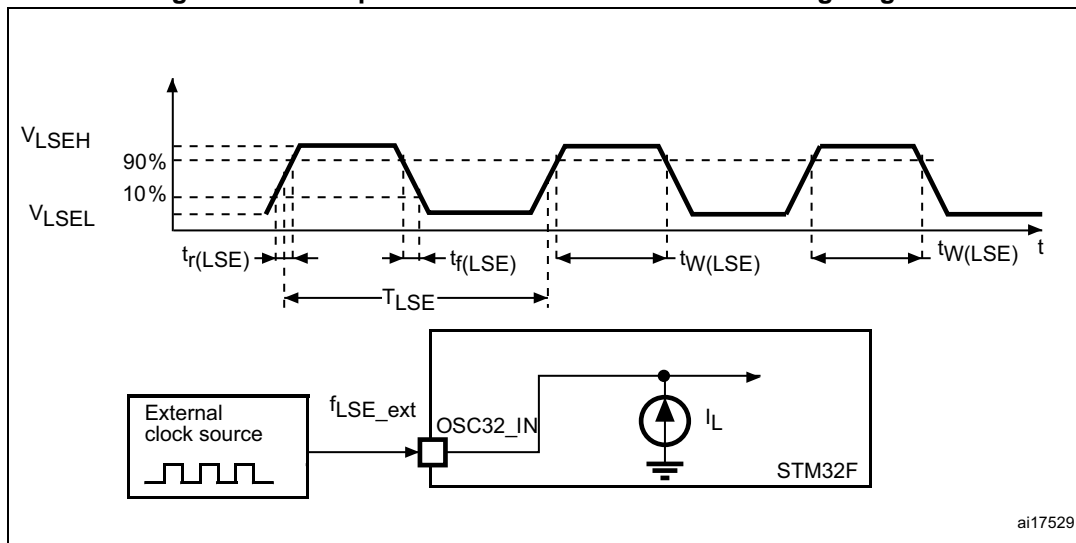 VLSEH
90%
10%
VLSEL
tr(LSE)
tf(LSE)
tW(LSE)
tW(LSE)
t
TLSE
External
clock source
fLSE_ext
OSC32_IN
IL
STM32F
ai17529